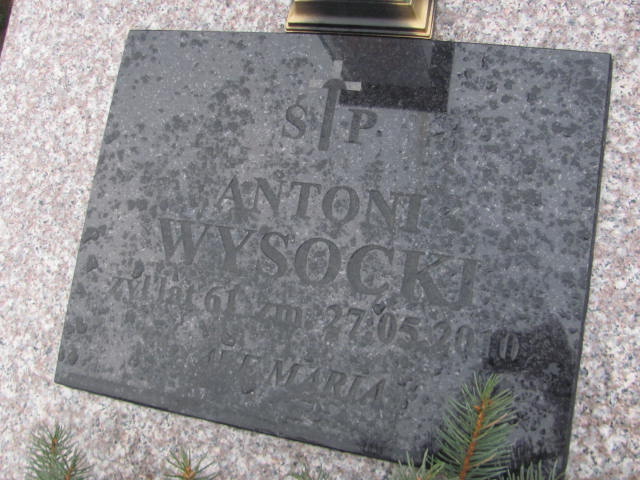 Ś P
ANTONI
WYSOCKI
żył lat 61 zm. 27.05.2010
MARIA